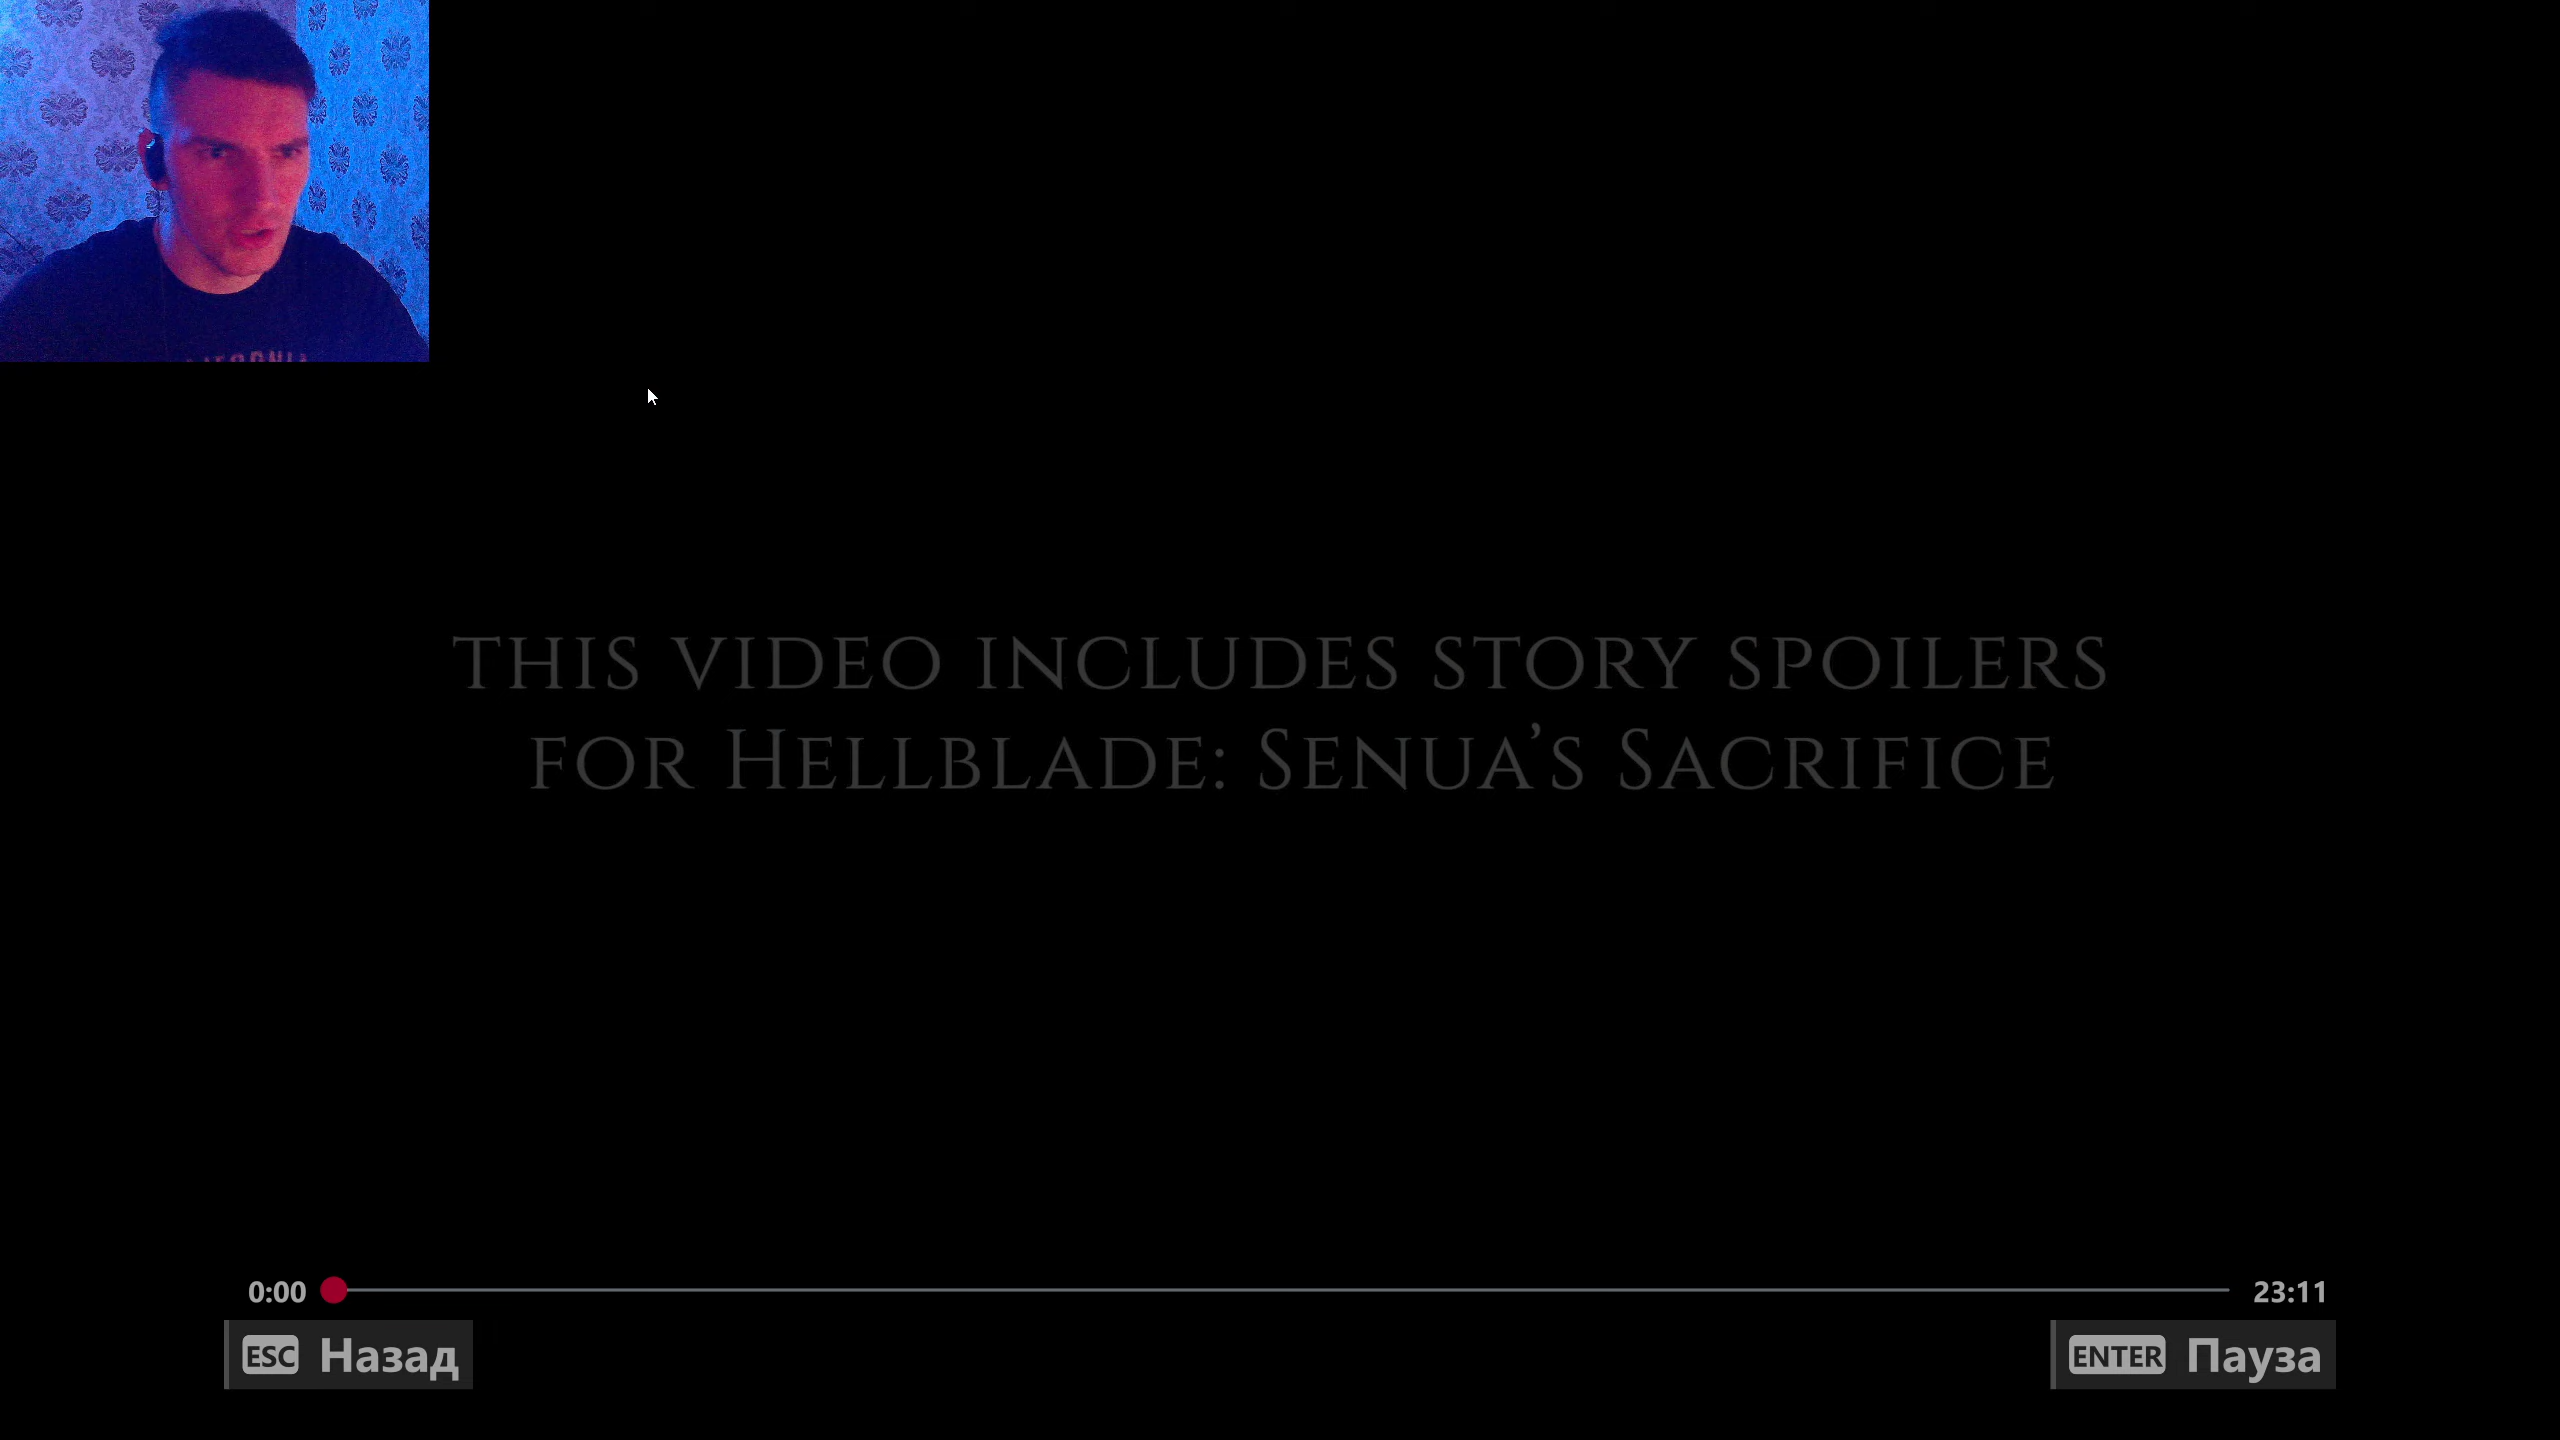 THIS VIDEO INCLUDES STORY SPOILERS
FOR HELLBLADE: SENUA’S SACRIFICE
0:00 23:11
ESC Назад ENTER Пауза